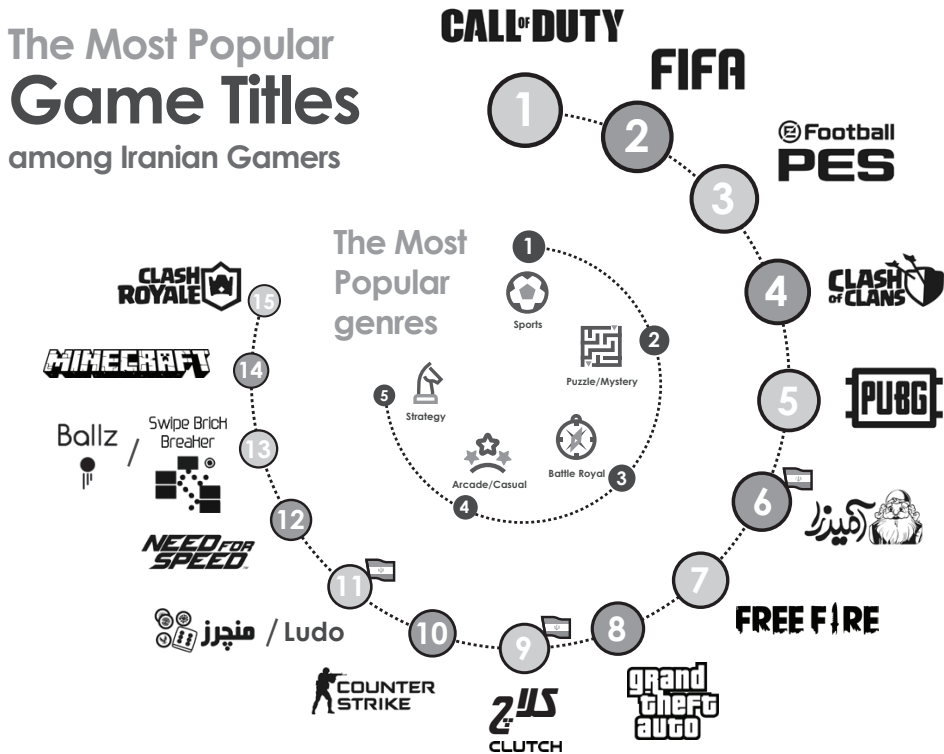 The Most Popular
Game Titles
among Iranian Gamers
CALL OF DUTY
1
FIFA
2
eFootball
PES
3
CLASH
OF CLANS
4
PUBG
5
آمیرزا
6
FREE FIRE
7
grand
theft
auto
8
کلاچ
CLUTCH
9
COUNTER
STRIKE
10
منچرز / Ludo
11
NEED FOR
SPEED
12
Ballz / Swipe Brick
Breaker
13
MINECRAFT
14
CLASH
ROYALE
15
The Most
Popular
genres
1
Sports
2
Puzzle/Mystery
3
Battle Royal
4
Arcade/Casual
5
Strategy